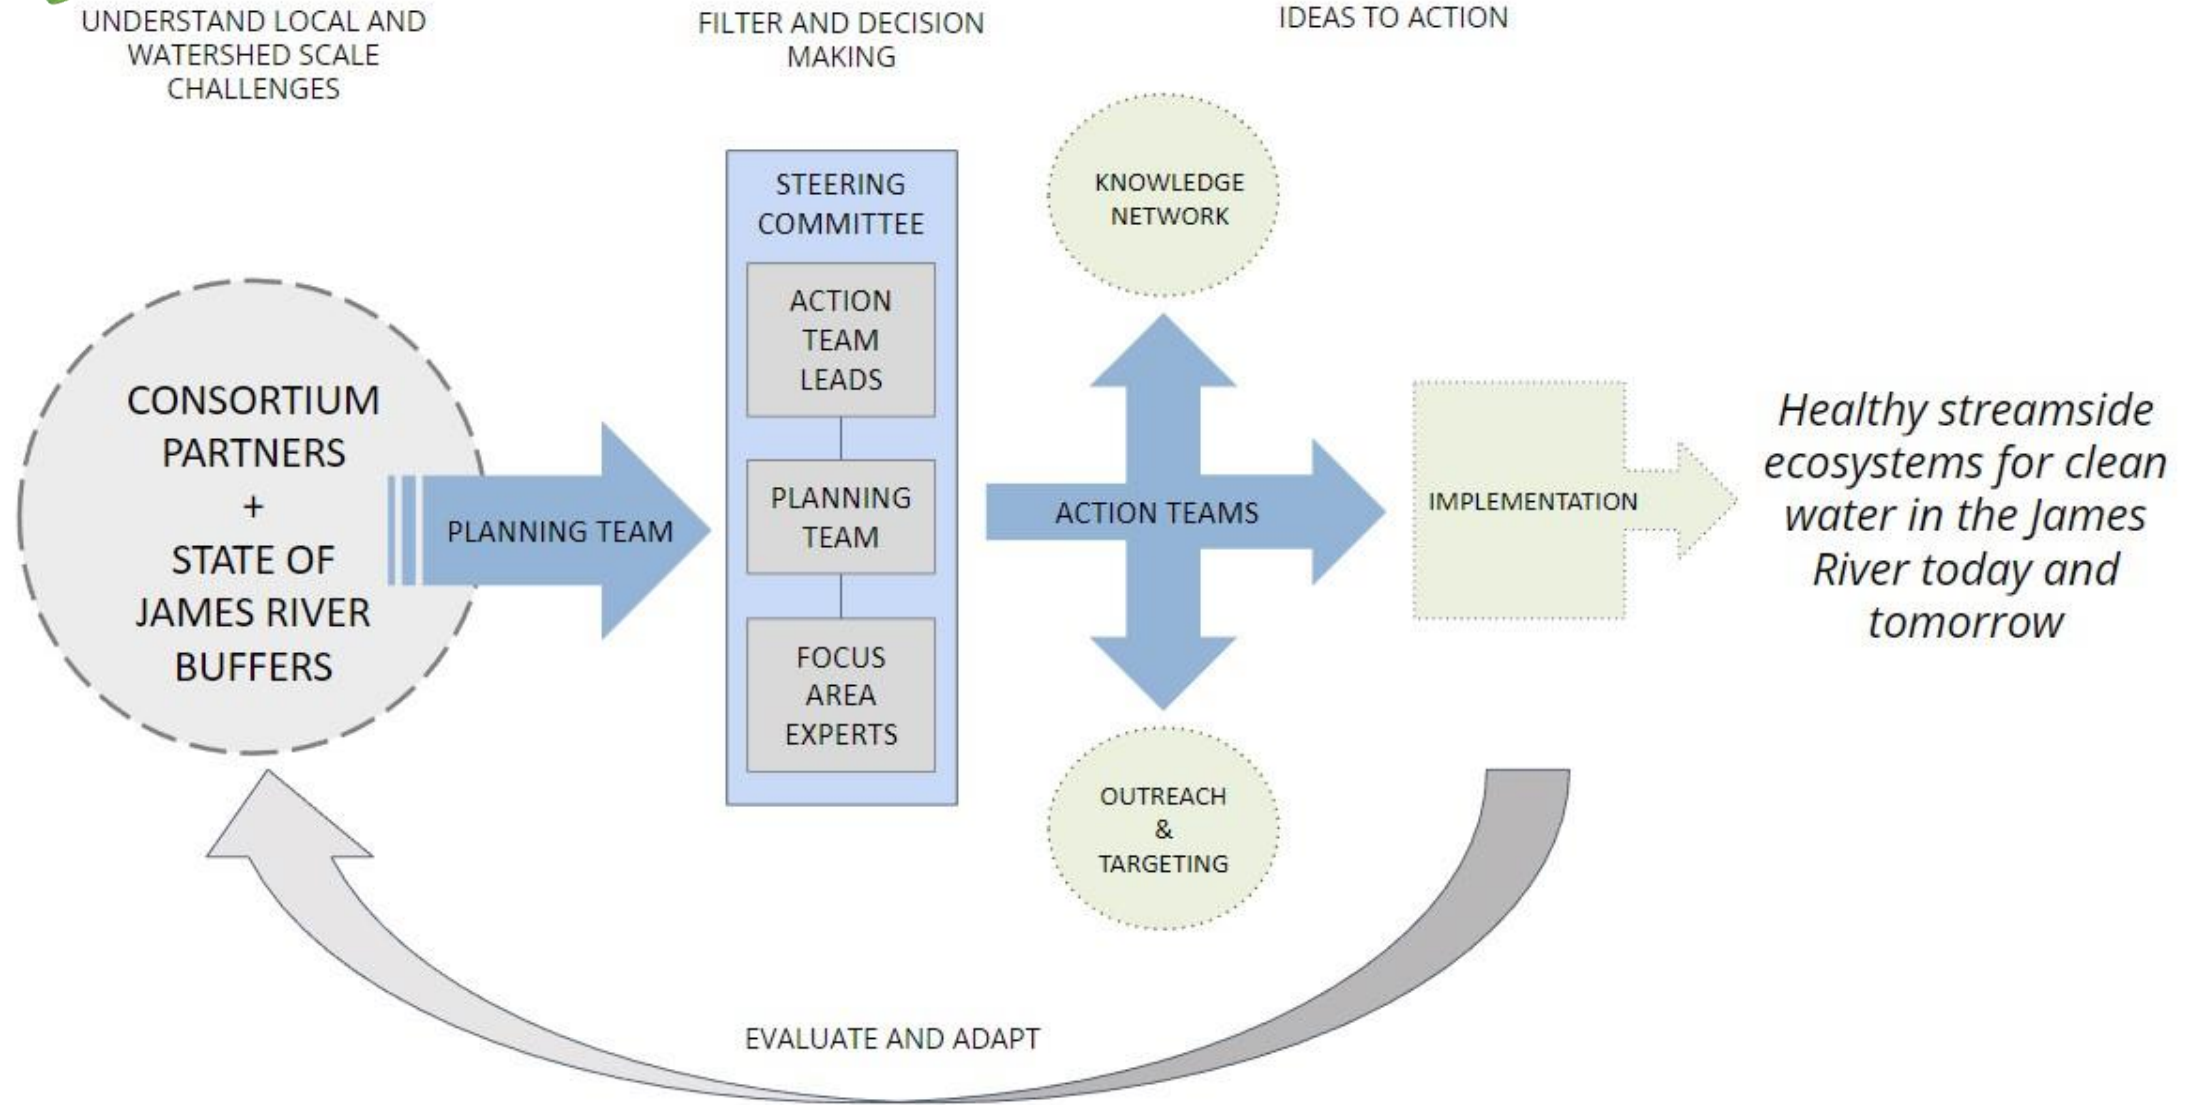 UNDERSTAND LOCAL AND
WATERSHED SCALE
CHALLENGES
FILTER AND DECISION
MAKING
IDEAS TO ACTION
CONSORTIUM
PARTNERS
+
STATE OF
JAMES RIVER
BUFFERS
PLANNING TEAM
STEERING
COMMITTEE
ACTION
TEAM
LEADS
PLANNING
TEAM
FOCUS
AREA
EXPERTS
KNOWLEDGE
NETWORK
ACTION TEAMS
OUTREACH
&
TARGETING
IMPLEMENTATION
Healthy streamside
ecosystems for clean
water in the James
River today and
tomorrow
EVALUATE AND ADAPT